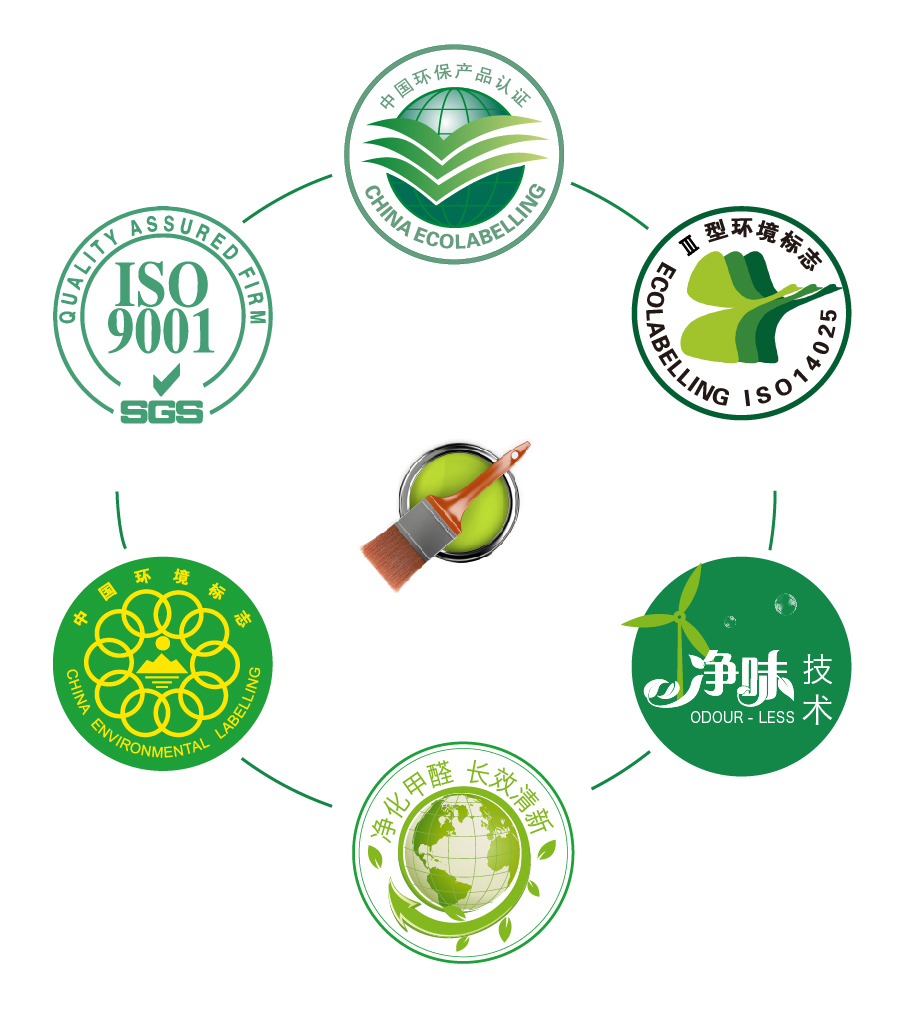 中国环保产品认证
CHINA ECOLABELLING
QUALITY ASSURED FIRM
ISO
9001
SGS
Ⅲ型环境标志
ECOLABELLING ISO14025
中国环境标志
CHINA ENVIRONMENTAL LABELLING
净味技术
ODOUR - LESS
净化甲醛 长效清新